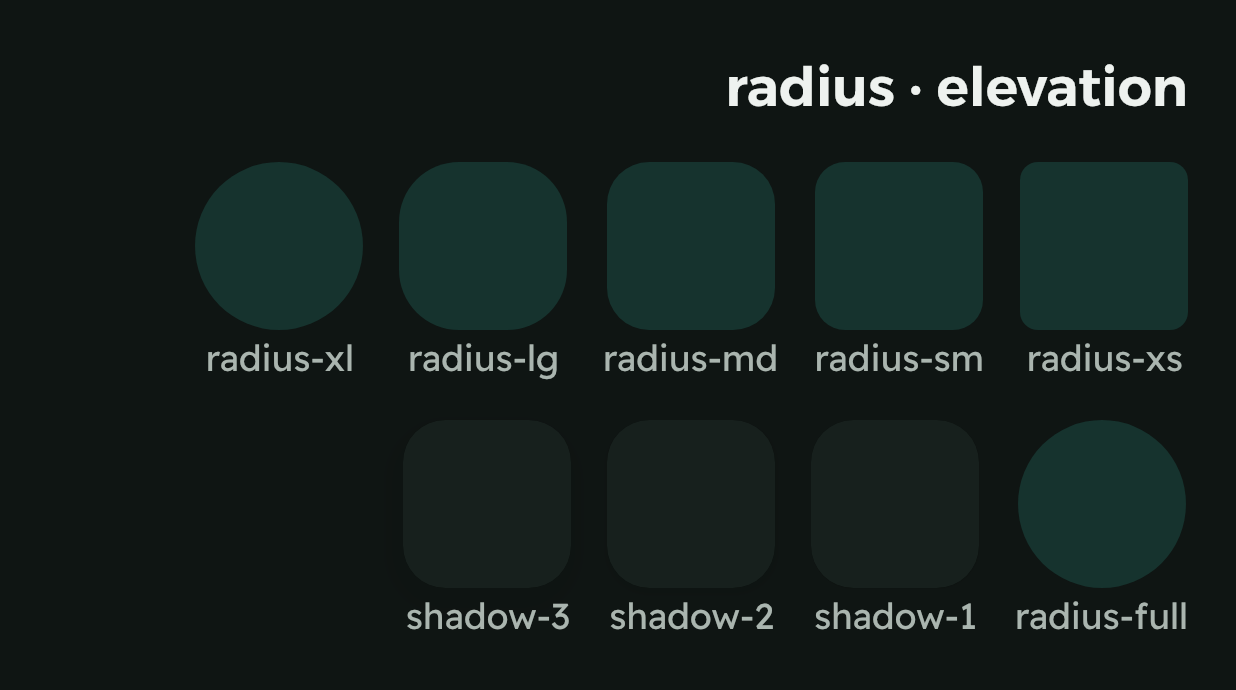 radius · elevation
radius-xs radius-sm radius-md radius-lg radius-xl
radius-full shadow-1 shadow-2 shadow-3